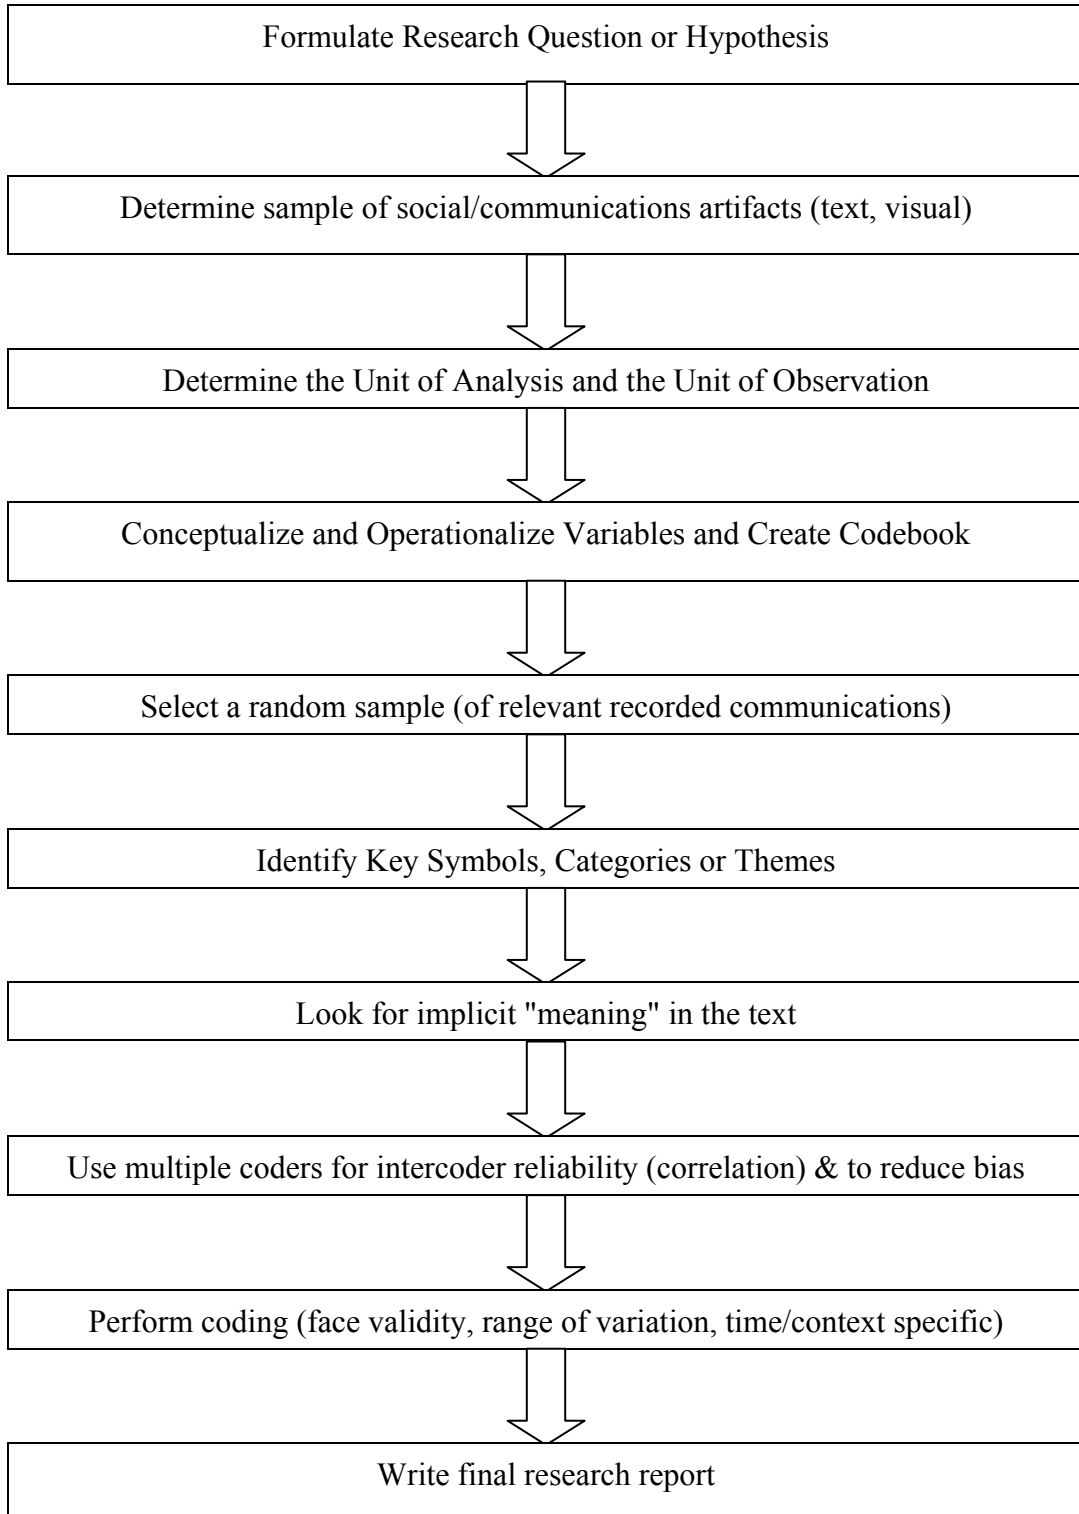 Formulate Research Question or Hypothesis
Determine sample of social/communications artifacts (text, visual)
Determine the Unit of Analysis and the Unit of Observation
Conceptualize and Operationalize Variables and Create Codebook
Select a random sample (of relevant recorded communications)
Identify Key Symbols, Categories or Themes
Look for implicit "meaning" in the text
Use multiple coders for intercoder reliability (correlation) & to reduce bias
Perform coding (face validity, range of variation, time/context specific)
Write final research report